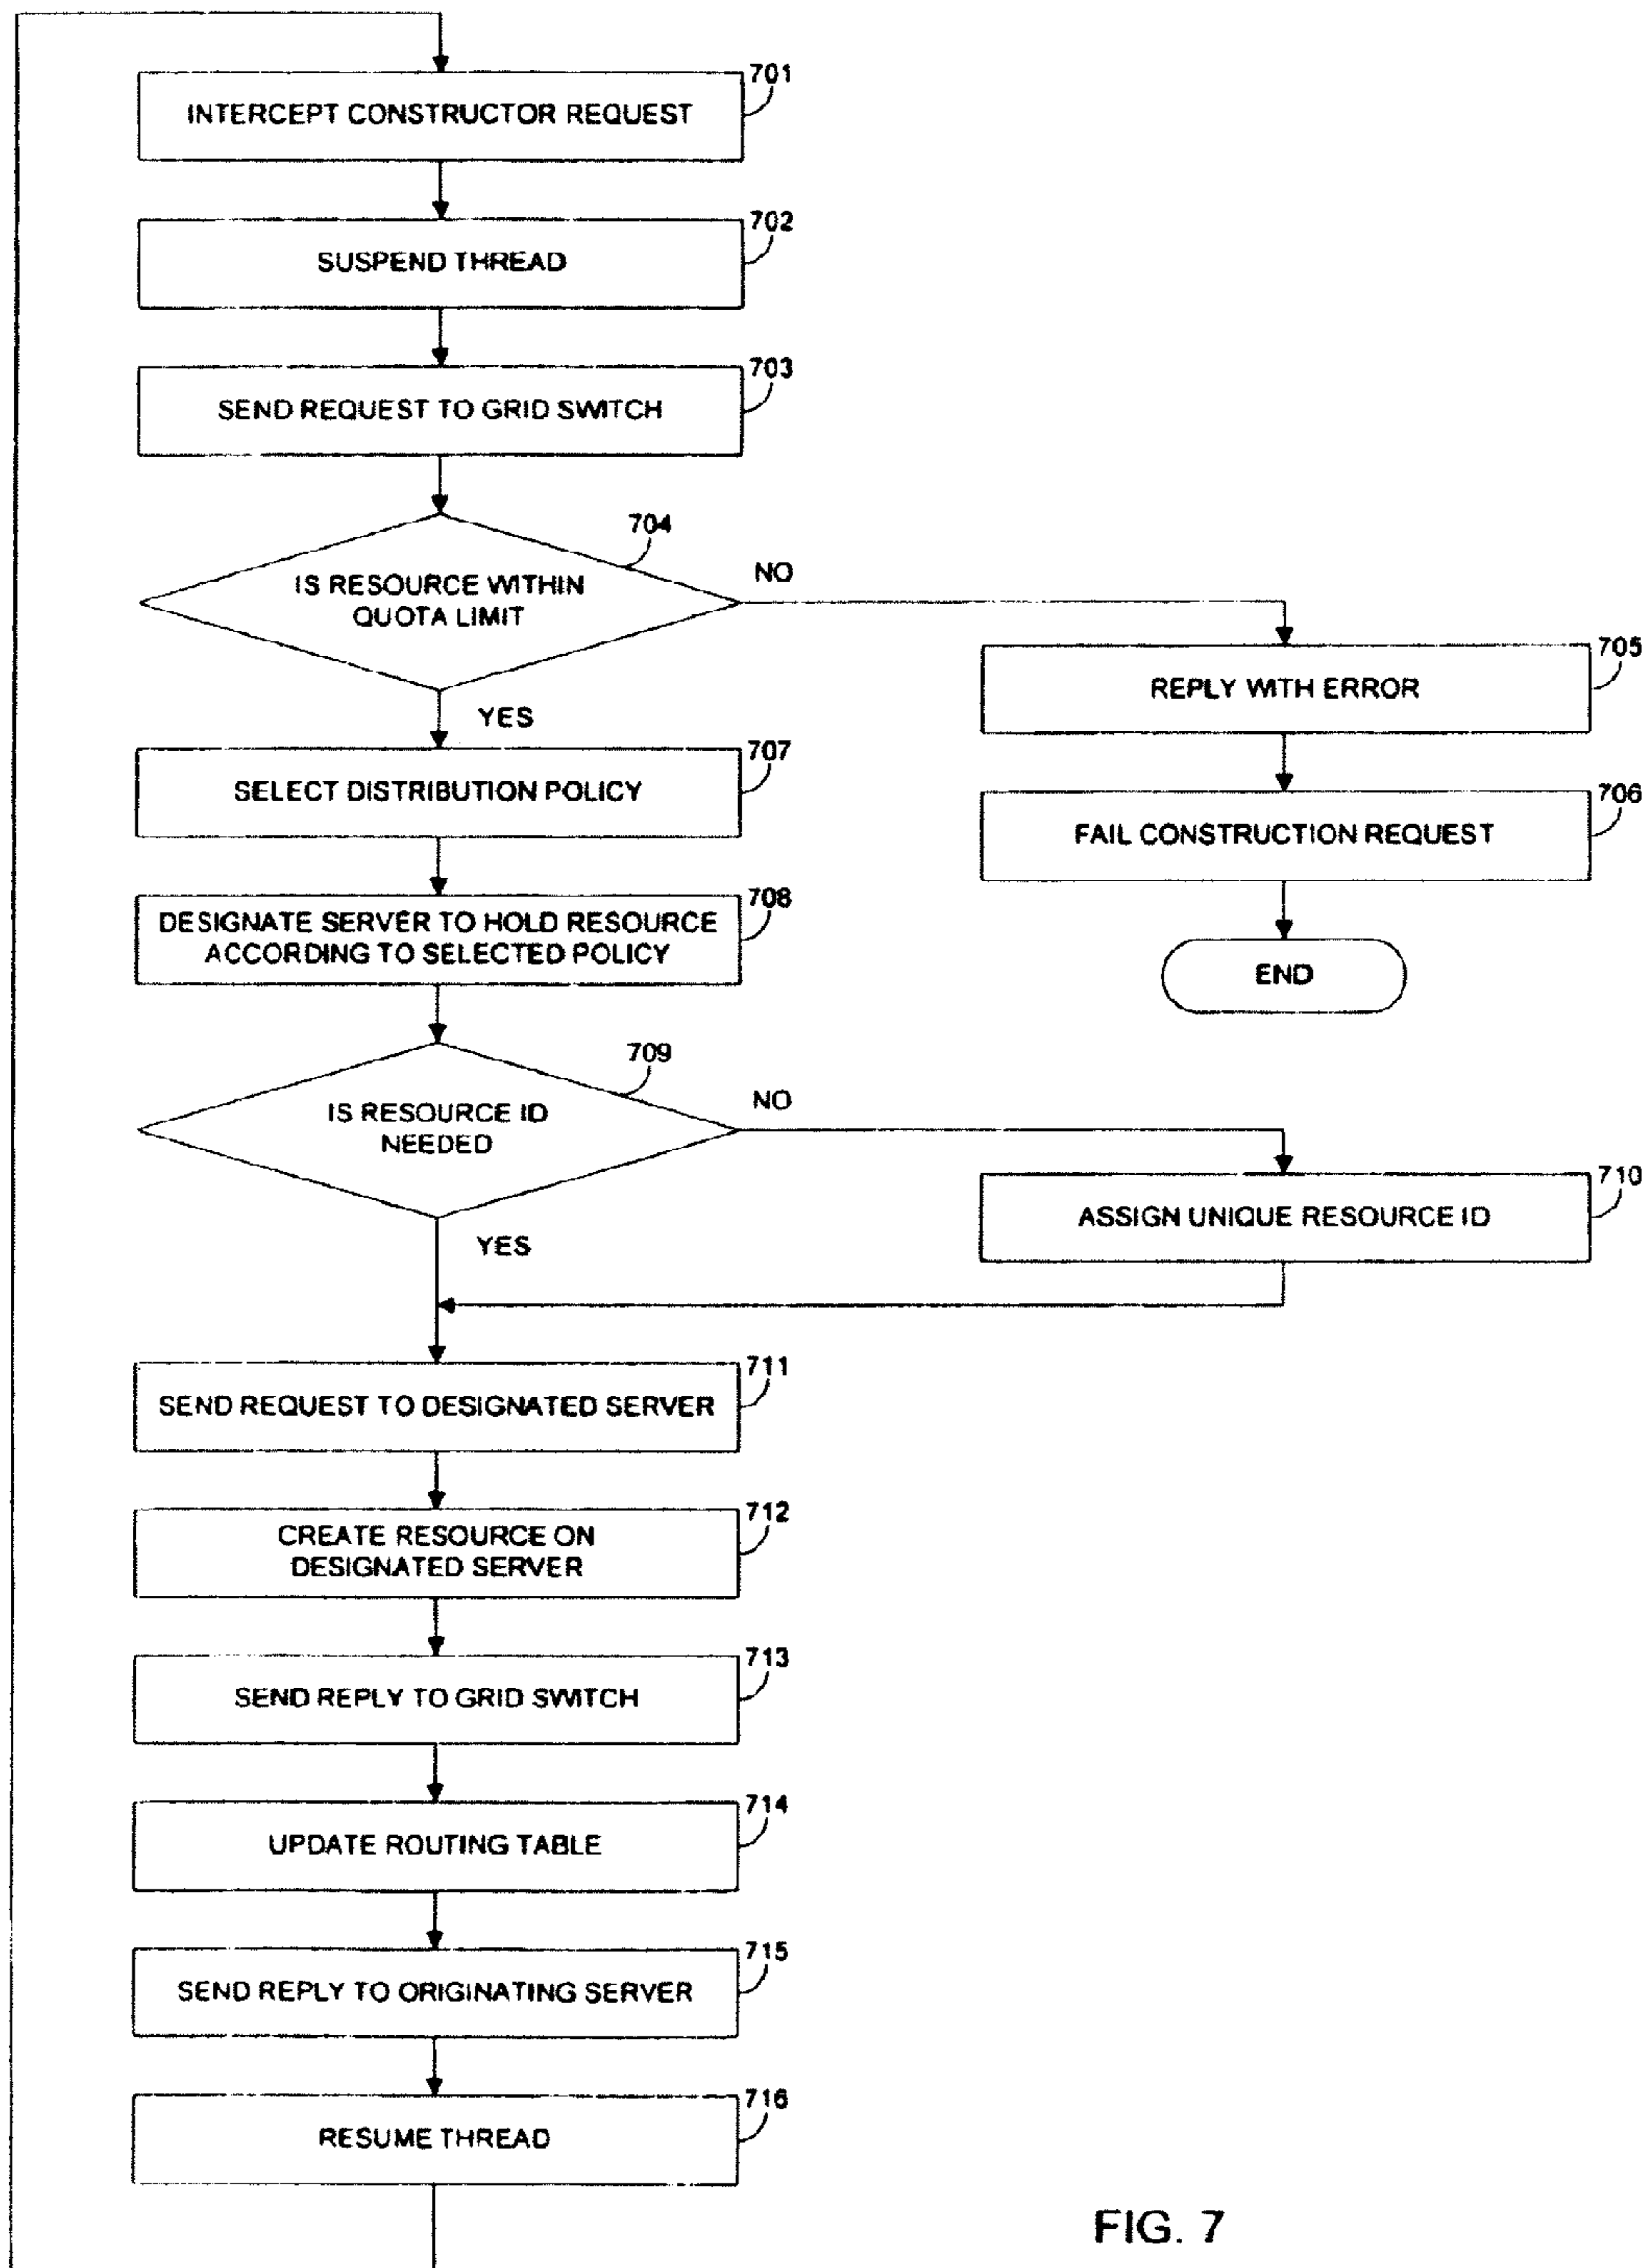 701
INTERCEPT CONSTRUCTOR REQUEST
702
SUSPEND THREAD
703
SEND REQUEST TO GRID SWITCH
704
IS RESOURCE WITHIN
QUOTA LIMIT
NO
YES
705
REPLY WITH ERROR
706
FAIL CONSTRUCTION REQUEST
END
707
SELECT DISTRIBUTION POLICY
708
DESIGNATE SERVER TO HOLD RESOURCE
ACCORDING TO SELECTED POLICY
709
IS RESOURCE ID
NEEDED
NO
YES
710
ASSIGN UNIQUE RESOURCE ID
711
SEND REQUEST TO DESIGNATED SERVER
712
CREATE RESOURCE ON
DESIGNATED SERVER
713
SEND REPLY TO GRID SWITCH
714
UPDATE ROUTING TABLE
715
SEND REPLY TO ORIGINATING SERVER
716
RESUME THREAD
FIG. 7